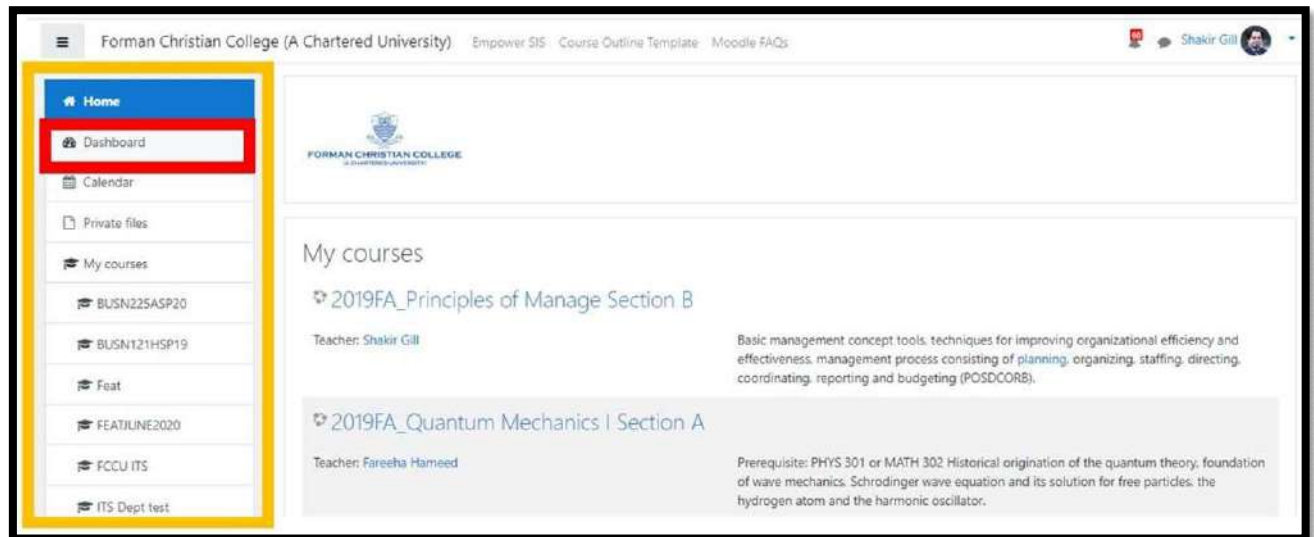 Forman Christian College (A Chartered University) Empower SIS Course Outline Template Moodle FAQs
60
Shakir Gill
Home
Dashboard
Calendar
Private files
My courses
BUSN225ASP20
BUSN121HSP19
Feat
FEATJUNE2020
FCCU ITS
ITS Dept test
FORMAN CHRISTIAN COLLEGE
(A CHARTERED UNIVERSITY)
My courses
2019FA_Principles of Manage Section B
Teacher: Shakir Gill
Basic management concept tools, techniques for improving organizational efficiency and
effectiveness, management process consisting of planning, organizing, staffing, directing,
coordinating, reporting and budgeting (POSDCORB).
2019FA_Quantum Mechanics I Section A
Teacher: Fareeha Hameed
Prerequisite: PHYS 301 or MATH 302 Historical origination of the quantum theory, foundation
of wave mechanics. Schrodinger wave equation and its solution for free particles, the
hydrogen atom and the harmonic oscillator.